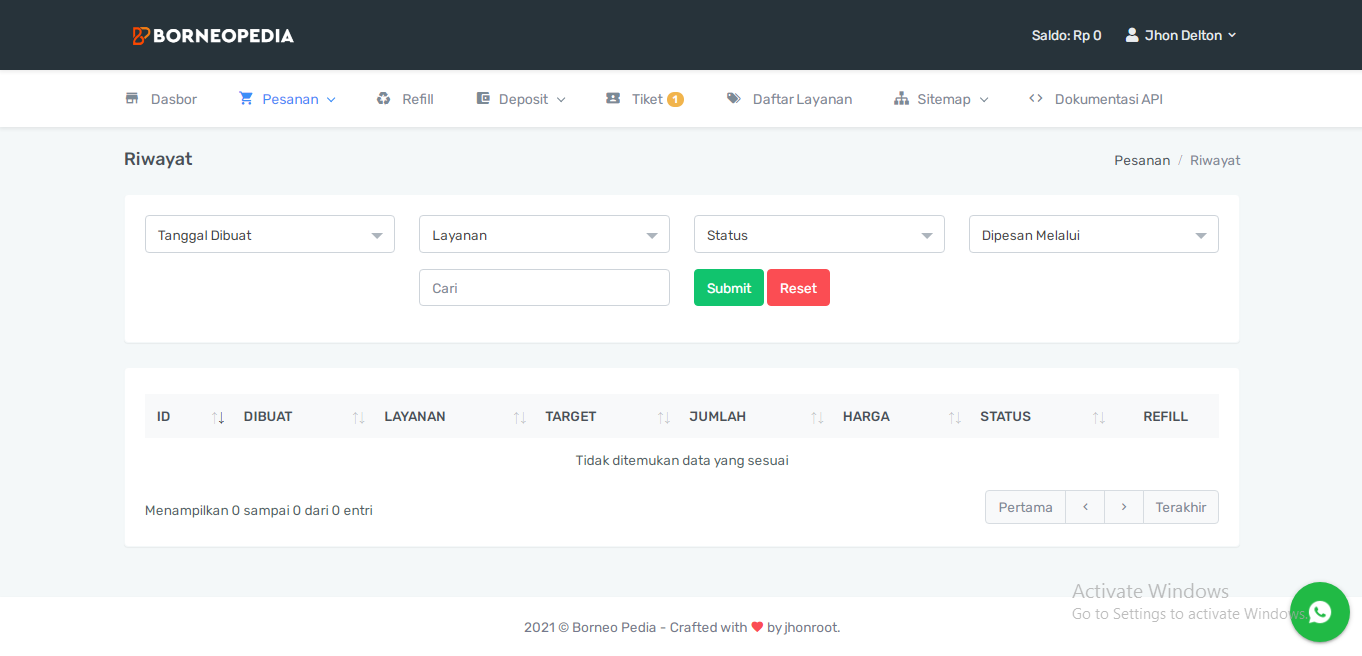 BORNEOPEDIA
Saldo: Rp 0 Jhon Delton
Dasbor Pesanan Refill Deposit Tiket 1 Daftar Layanan Sitemap Dokumentasi API
Riwayat
Pesanan / Riwayat
Tanggal Dibuat Layanan Status Dipesan Melalui
Cari Submit Reset
ID DIBUAT LAYANAN TARGET JUMLAH HARGA STATUS REFILL
Tidak ditemukan data yang sesuai
Menampilkan 0 sampai 0 dari 0 entri
Pertama < > Terakhir
Activate Windows
Go to Settings to activate Windows.
2021 © Borneo Pedia - Crafted with ❤ by jhonroot.